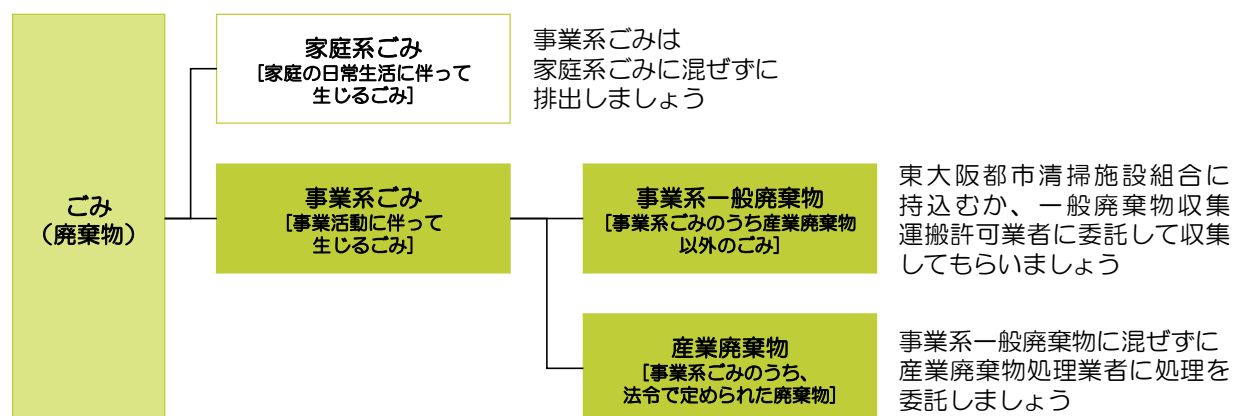 ごみ
（廃棄物）
家庭系ごみ
[家庭の日常生活に伴って
生じるごみ]
事業系ごみは
家庭系ごみに混ぜずに
排出しましょう
事業系ごみ
[事業活動に伴って
生じるごみ]
事業系一般廃棄物
[事業系ごみのうち産業廃棄物
以外のごみ]
東大阪都市清掃施設組合に
持込むか、一般廃棄物収集
運搬許可業者に委託して収集
してもらいましょう
産業廃棄物
[事業系ごみのうち、
法令で定められた廃棄物]
事業系一般廃棄物に混ぜずに
産業廃棄物処理業者に処理を
委託しましょう